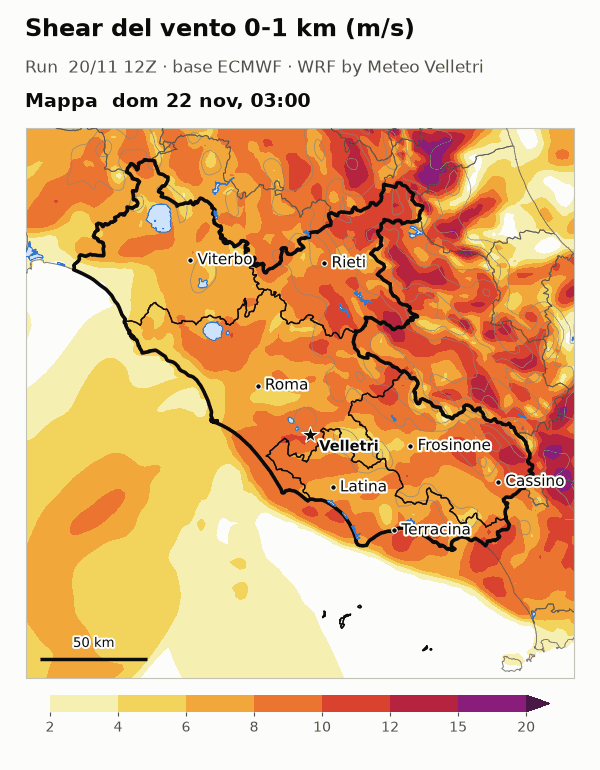 Shear del vento 0-1 km (m/s)
Run  20/11 12Z · base ECMWF · WRF by Meteo Velletri
Mappa  dom 22 nov, 03:00
Viterbo
Rieti
Roma
Velletri
Frosinone
Cassino
Latina
Terracina
50 km
2 4 6 8 10 12 15 20